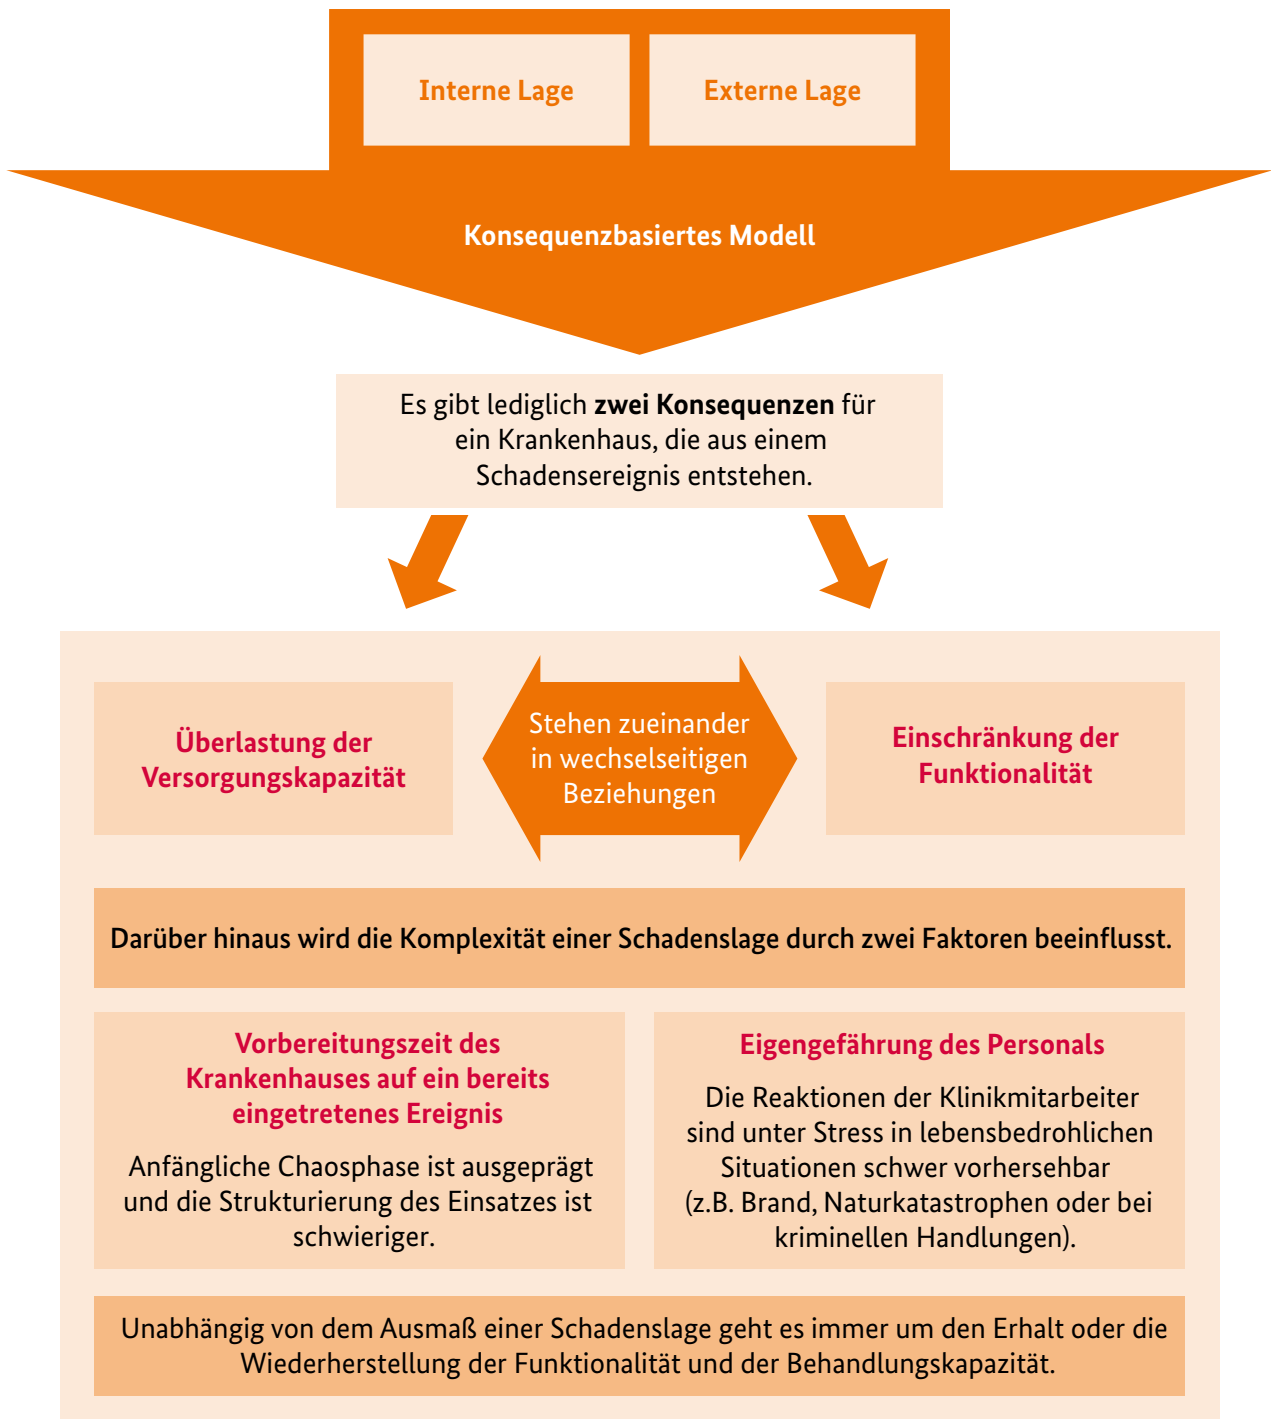 Interne Lage
Externe Lage
Konsequenzbasiertes Modell
Es gibt lediglich zwei Konsequenzen für
ein Krankenhaus, die aus einem
Schadensereignis entstehen.
Überlastung der
Versorgungskapazität
Stehen zueinander
in wechselseitigen
Beziehungen
Einschränkung der
Funktionalität
Darüber hinaus wird die Komplexität einer Schadenslage durch zwei Faktoren beeinflusst.
Vorbereitungszeit des
Krankenhauses auf ein bereits
eingetretenes Ereignis
Anfängliche Chaosphase ist ausgeprägt
und die Strukturierung des Einsatzes ist
schwieriger.
Eigengefährung des Personals
Die Reaktionen der Klinikmitarbeiter
sind unter Stress in lebensbedrohlichen
Situationen schwer vorhersehbar
(z.B. Brand, Naturkatastrophen oder bei
kriminellen Handlungen).
Unabhängig von dem Ausmaß einer Schadenslage geht es immer um den Erhalt oder die
Wiederherstellung der Funktionalität und der Behandlungskapazität.